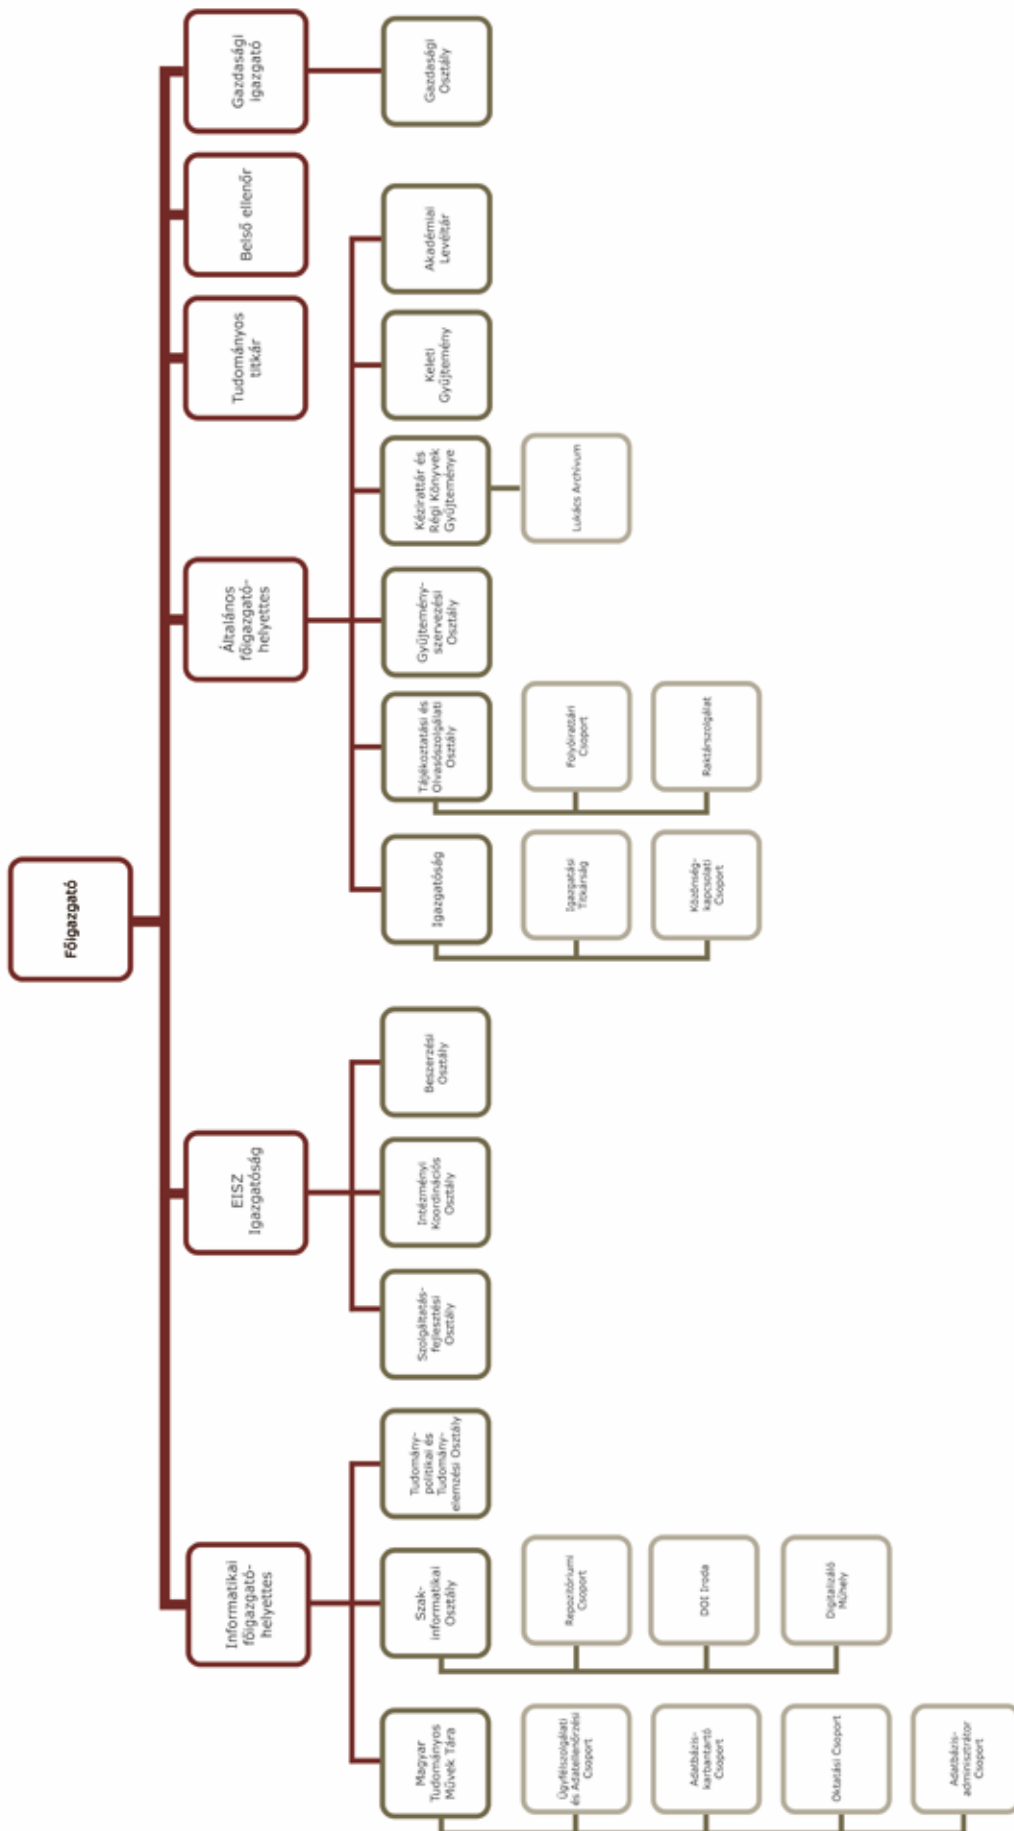 Főigazgató
Informatikai
főigazgató-
helyettes
EISZ
Igazgatóság
Általános
főigazgató-
helyettes
Tudományos
titkár
Belső ellenőr
Gazdasági
igazgató
Magyar
Tudományos
Művek Tára
Szak-
informatikai
Osztály
Tudomány-
politikai és
Tudomány-
elemzési Osztály
Szolgáltatás-
fejlesztési
Osztály
Intézményi
Koordinációs
Osztály
Beszerzési
Osztály
Igazgatóság
Tájékoztatási és
Olvasószolgálati
Osztály
Gyűjtemény-
szervezési
Osztály
Kézirattár és
Régi Könyvek
Gyűjteménye
Keleti
Gyűjtemény
Akadémiai
Levéltár
Gazdasági
Osztály
Ügyfélszolgálati
és Adatellenőrzési
Csoport
Repozitóriumi
Csoport
Igazgatási
Titkárság
Folyóirattári
Csoport
Lukács Archívum
Adatbázis-
karbantartó
Csoport
DOI Iroda
Közönség-
kapcsolati
Csoport
Raktárszolgálat
Oktatási Csoport
Digitalizáló
Műhely
Adatbázis-
adminisztrátor
Csoport